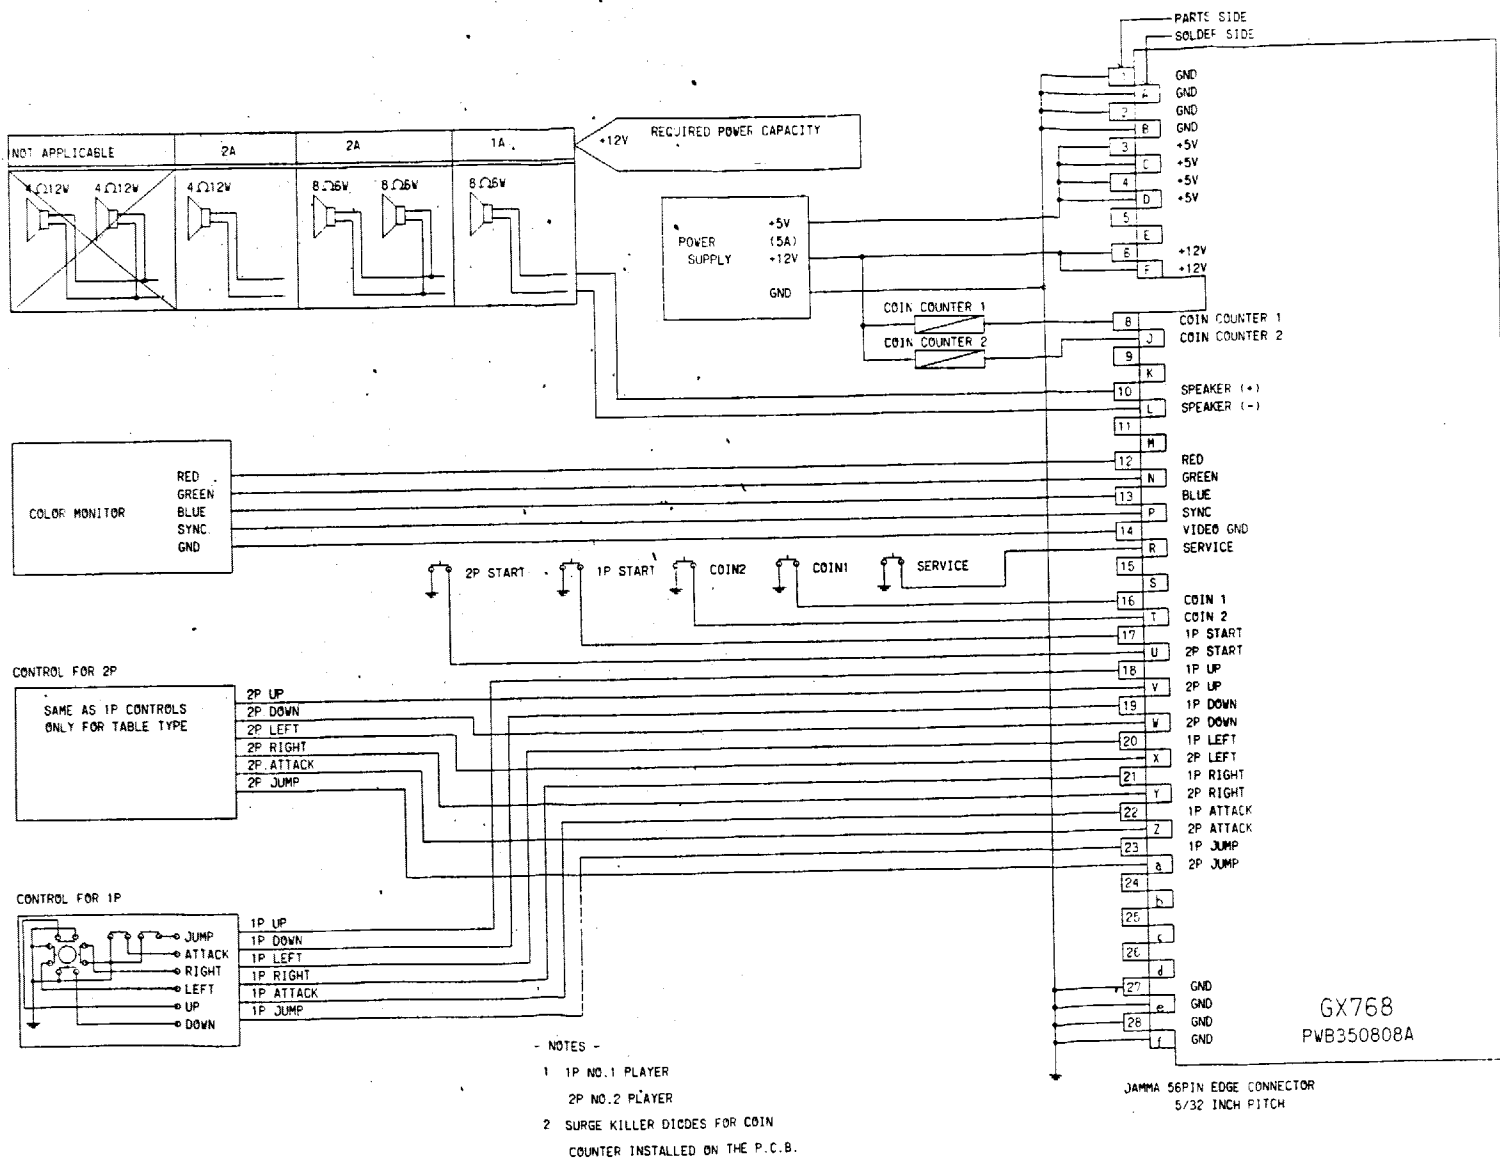 PARTS SIDE
SOLDER SIDE
1 GND
A GND
2 GND
B GND
3 +5V
C +5V
4 +5V
D +5V
5
E
6 +12V
F +12V
8 COIN COUNTER 1
J COIN COUNTER 2
9
K
10 SPEAKER (+)
L SPEAKER (-)
11
M
12 RED
N GREEN
13 BLUE
P SYNC
14 VIDEO GND
R SERVICE
15
S
16 COIN 1
T COIN 2
17 1P START
U 2P START
18 1P UP
V 2P UP
19 1P DOWN
W 2P DOWN
20 1P LEFT
X 2P LEFT
21 1P RIGHT
Y 2P RIGHT
22 1P ATTACK
Z 2P ATTACK
23 1P JUMP
a 2P JUMP
24
b
25
c
26
d
27 GND
e GND
28 GND
f GND
GX768
PWB350808A
JAMMA 56PIN EDGE CONNECTOR
5/32 INCH PITCH
NOT APPLICABLE 2A 2A 1A
+12V REQUIRED POWER CAPACITY
4Ω12W 4Ω12W 4Ω12W 8Ω6W 8Ω6W 8Ω6W
POWER SUPPLY
+5V
(5A)
+12V
GND
COIN COUNTER 1
COIN COUNTER 2
COLOR MONITOR
RED
GREEN
BLUE
SYNC
GND
2P START 1P START COIN2 COIN1 SERVICE
CONTROL FOR 2P
SAME AS 1P CONTROLS
ONLY FOR TABLE TYPE
2P UP
2P DOWN
2P LEFT
2P RIGHT
2P ATTACK
2P JUMP
CONTROL FOR 1P
JUMP
ATTACK
RIGHT
LEFT
UP
DOWN
1P UP
1P DOWN
1P LEFT
1P RIGHT
1P ATTACK
1P JUMP
- NOTES -
1 1P NO.1 PLAYER
2P NO.2 PLAYER
2 SURGE KILLER DIODES FOR COIN
COUNTER INSTALLED ON THE P.C.B.